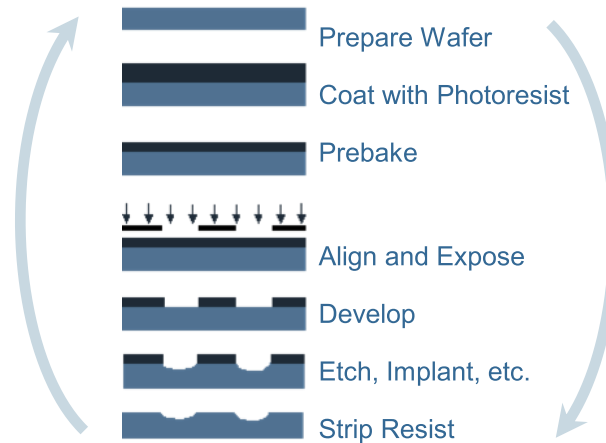 Prepare Wafer
Coat with Photoresist
Prebake
Align and Expose
Develop
Etch, Implant, etc.
Strip Resist